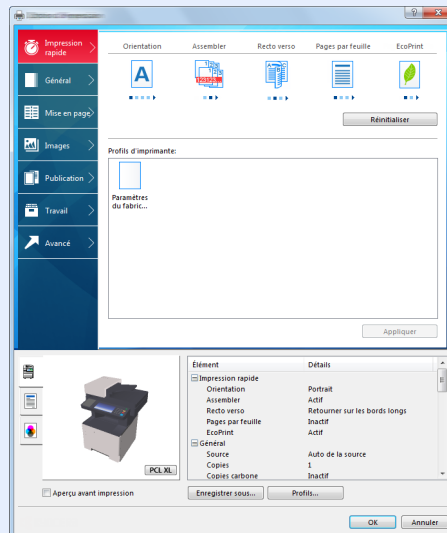 Impression rapide
Orientation Assembler Recto verso Pages par feuille EcoPrint
Général
A
123123
Réinitialiser
Mise en page
Images
Profils d'imprimante:
Publication
Paramètres
du fabric...
Travail
Avancé
Appliquer
Élément Détails
Impression rapide
Orientation Portrait
Assembler Actif
Recto verso Retourner sur les bords longs
Pages par feuille Inactif
EcoPrint Actif
Général
Source Auto de la source
Copies 1
Copies carbone Inactif
PCL XL
Aperçu avant impression
Enregistrer sous... Profils...
OK Annuler